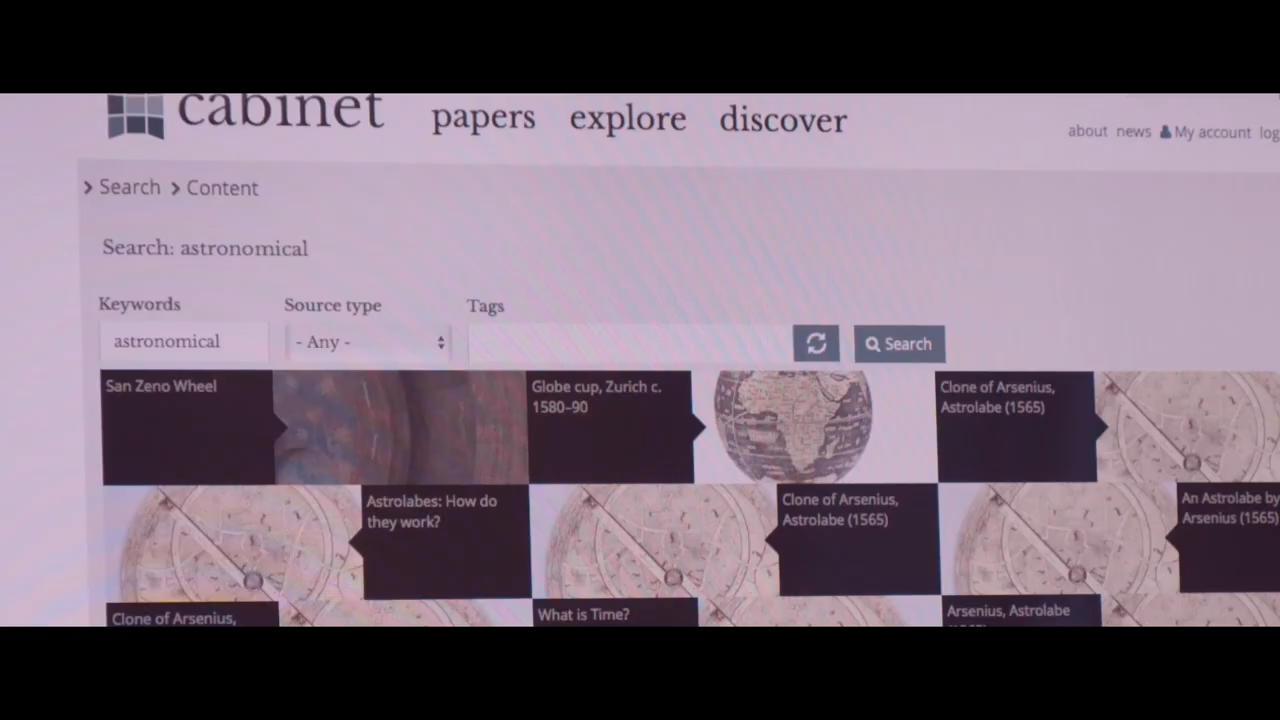 cabinet papers explore discover
about news My account log
Search Content
Search: astronomical
Keywords Source type Tags
astronomical - Any - Search
San Zeno Wheel
Globe cup, Zurich c.
1580–90
Clone of Arsenius,
Astrolabe (1565)
Astrolabes: How do
they work?
Clone of Arsenius,
Astrolabe (1565)
An Astrolabe by
Arsenius (1565)
Clone of Arsenius,
What is Time?
Arsenius, Astrolabe